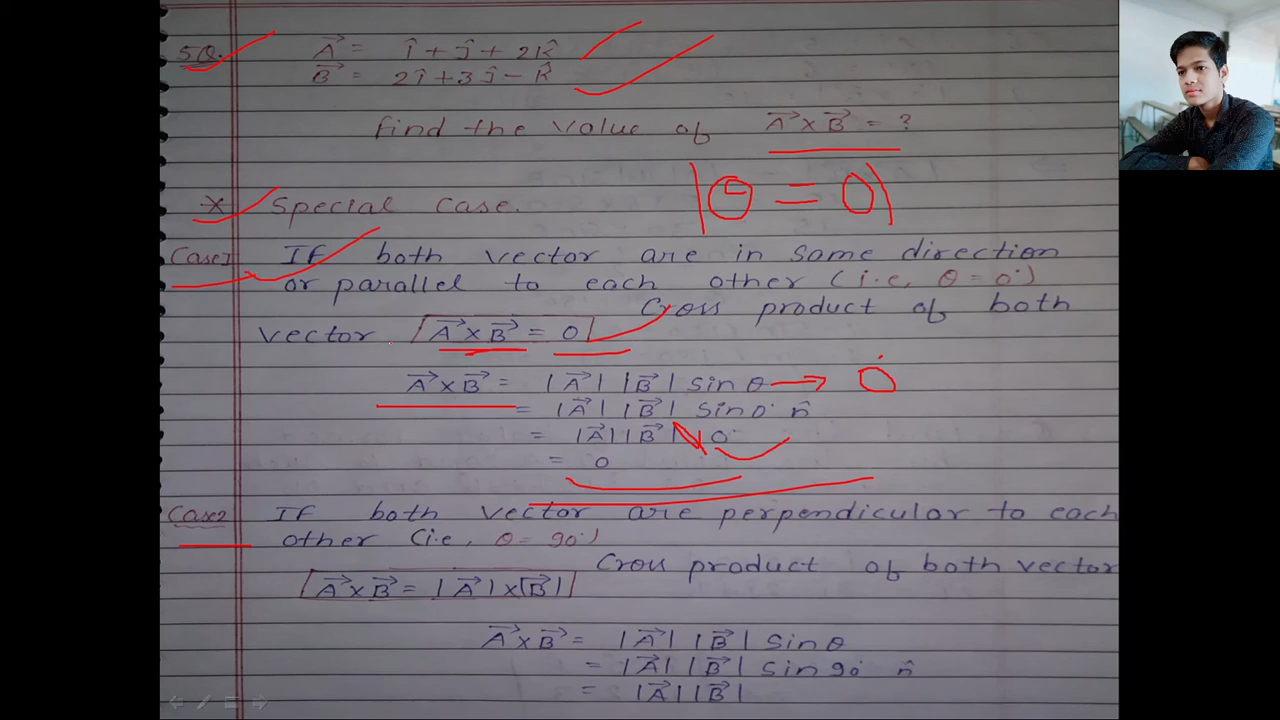 5Q. A⃗ = î + ĵ + 2k̂
B⃗ = 2î + 3ĵ - k̂
find the value of A⃗ × B⃗ = ?
|θ = 0|
× Special case.
Case1 If both vector are in same direction
or parallel to each other (i.e, θ = 0°)
Cross product of both
vector. A⃗ × B⃗ = 0
A⃗ × B⃗ = |A⃗| |B⃗| sin θ → 0
= |A⃗| |B⃗| sin 0° n̂
= |A⃗| |B⃗| × 0
= 0
Case2 If both vector are perpendicular to each
other (i.e, θ = 90°)
Cross product of both vector
A⃗ × B⃗ = |A⃗| × |B⃗|
A⃗ × B⃗ = |A⃗| |B⃗| sin θ
= |A⃗| |B⃗| sin 90° n̂
= |A⃗| |B⃗|